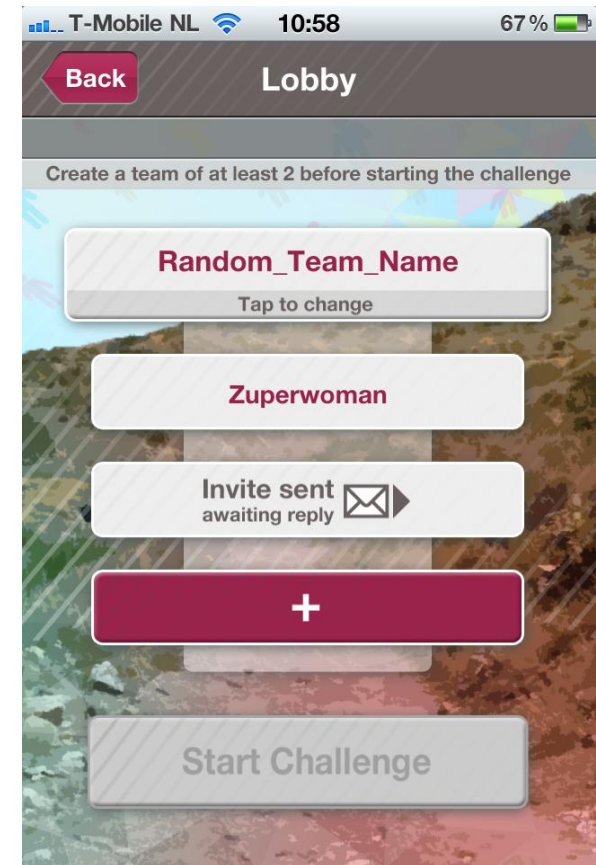 T-Mobile NL 10:58 67%
Back Lobby
Create a team of at least 2 before starting the challenge
Random_Team_Name
Tap to change
Zuperwoman
Invite sent
awaiting reply
+
Start Challenge